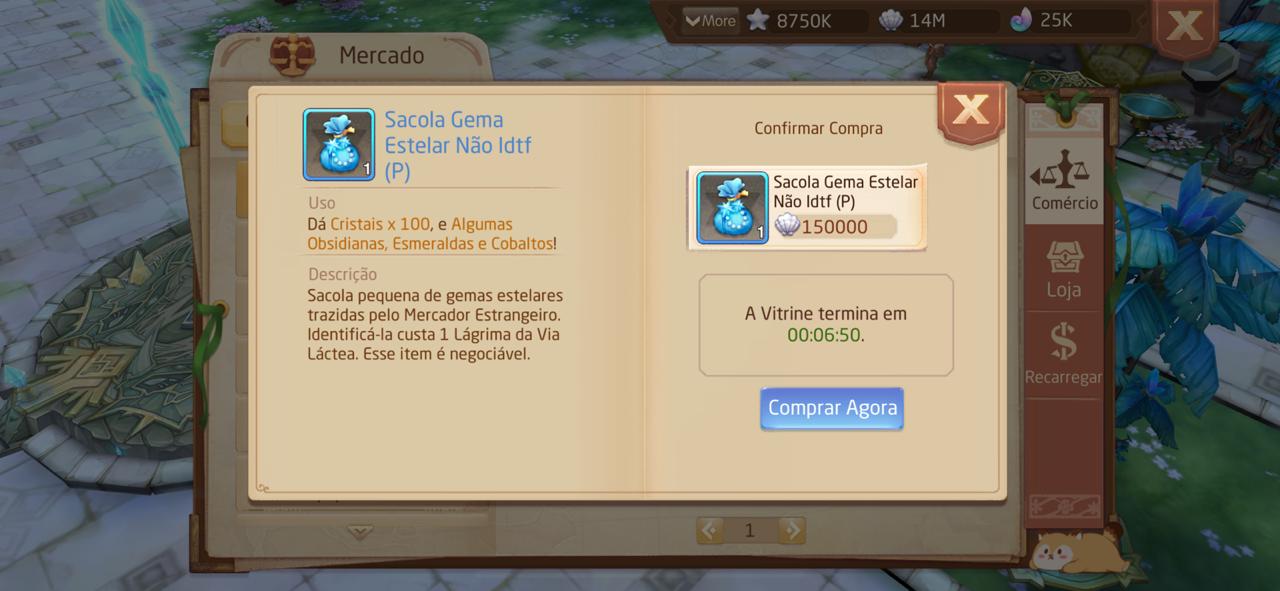 More
8750K
14M
25K
Mercado
Sacola Gema
Estelar Não Idtf
(P)
1
Uso
Dá Cristais x 100, e Algumas
Obsidianas, Esmeraldas e Cobaltos!
Descrição
Sacola pequena de gemas estelares
trazidas pelo Mercador Estrangeiro.
Identificá-la custa 1 Lágrima da Via
Láctea. Esse item é negociável.
Confirmar Compra
Sacola Gema Estelar
Não Idtf (P)
1
150000
A Vitrine termina em
00:06:50.
Comprar Agora
1
Comércio
Loja
Recarregar